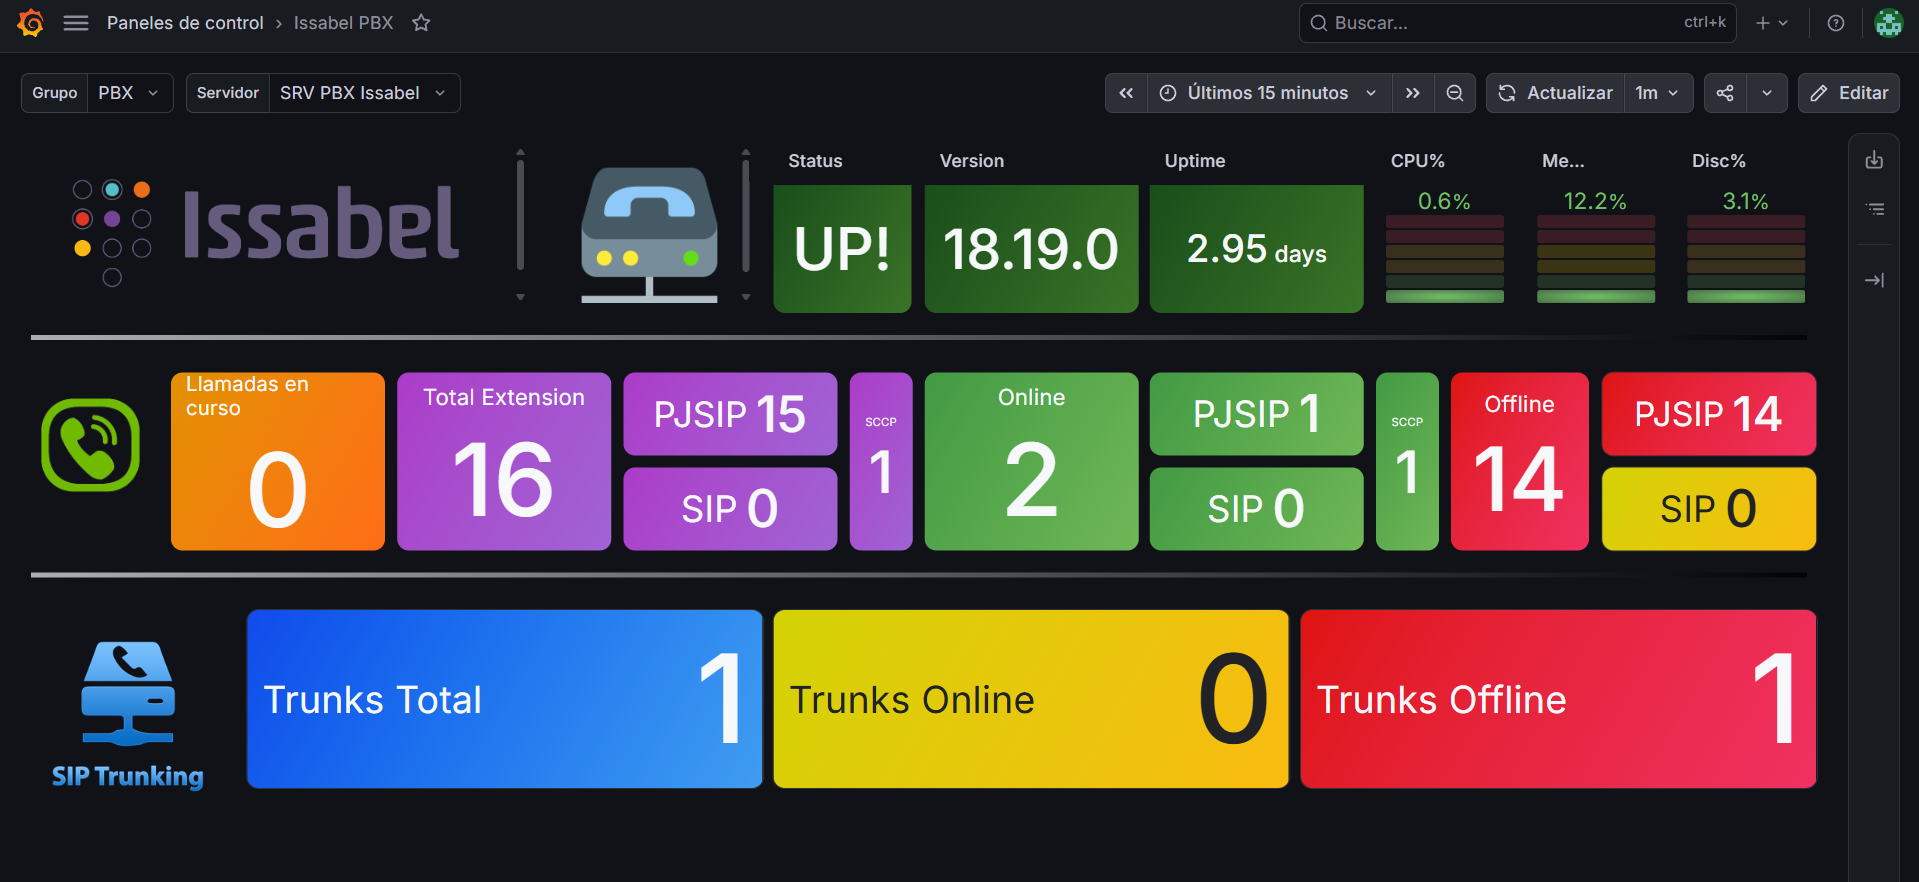 Paneles de control › Issabel PBX
Buscar... ctrl+k
Grupo PBX
Servidor SRV PBX Issabel
Últimos 15 minutos
Actualizar 1m
Editar
Issabel
Status
UP!
Version
18.19.0
Uptime
2.95 days
CPU%
0.6%
Me...
12.2%
Disc%
3.1%
Llamadas en
curso
0
Total Extension
16
PJSIP 15
SIP 0
SCCP
1
Online
2
PJSIP 1
SIP 0
SCCP
1
Offline
14
PJSIP 14
SIP 0
SIP Trunking
Trunks Total 1
Trunks Online 0
Trunks Offline 1